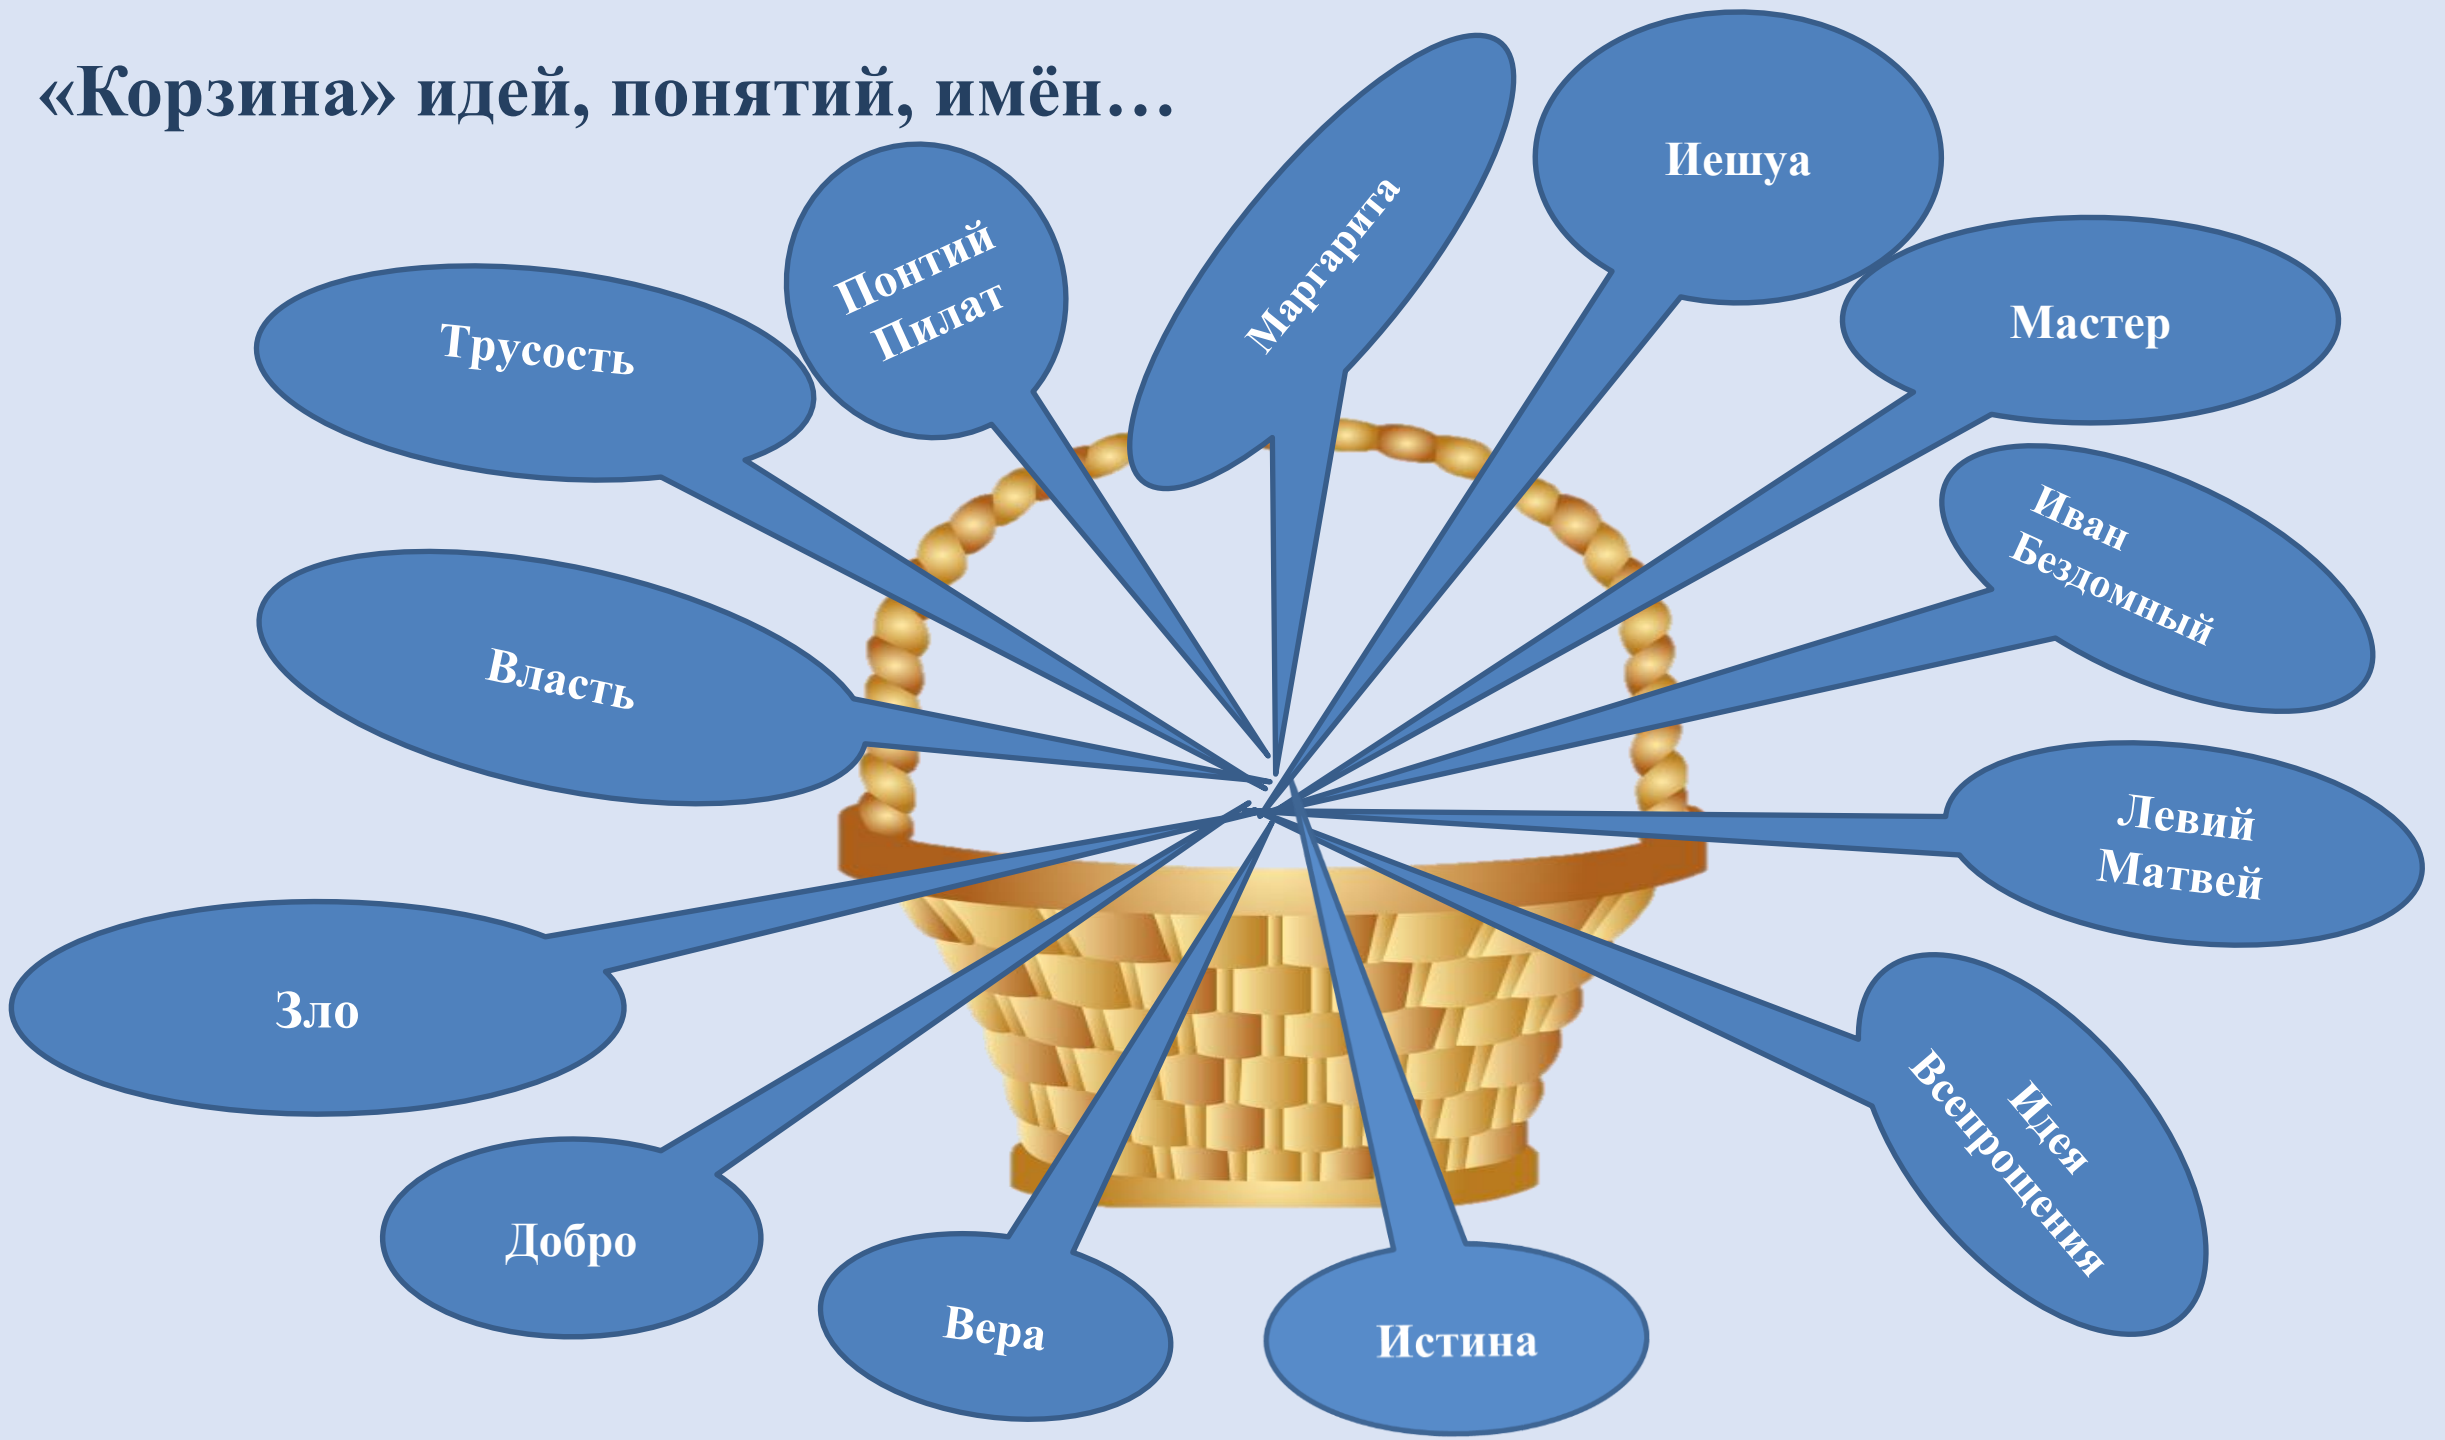 «Корзина» идей, понятий, имён…
Трусость
Понтий
Пилат
Маргарита
Иешуа
Мастер
Иван
Бездомный
Власть
Левий
Матвей
Зло
Идея
Всепрощения
Добро
Вера
Истина